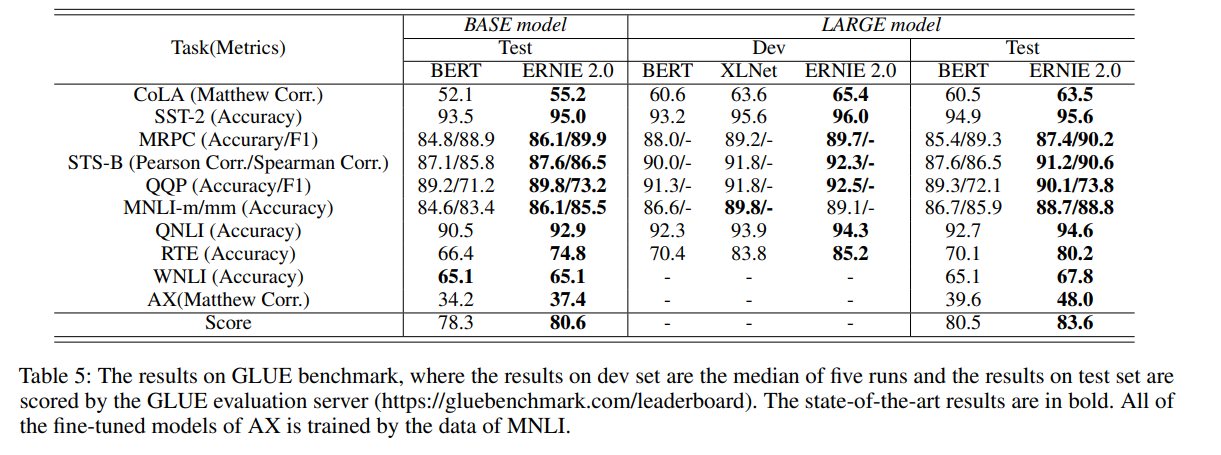 BASE model LARGE model
Task(Metrics) Test Dev Test
BERT ERNIE 2.0 BERT XLNet ERNIE 2.0 BERT ERNIE 2.0
CoLA (Matthew Corr.) 52.1 55.2 60.6 63.6 65.4 60.5 63.5
SST-2 (Accuracy) 93.5 95.0 93.2 95.6 96.0 94.9 95.6
MRPC (Accurary/F1) 84.8/88.9 86.1/89.9 88.0/- 89.2/- 89.7/- 85.4/89.3 87.4/90.2
STS-B (Pearson Corr./Spearman Corr.) 87.1/85.8 87.6/86.5 90.0/- 91.8/- 92.3/- 87.6/86.5 91.2/90.6
QQP (Accuracy/F1) 89.2/71.2 89.8/73.2 91.3/- 91.8/- 92.5/- 89.3/72.1 90.1/73.8
MNLI-m/mm (Accuracy) 84.6/83.4 86.1/85.5 86.6/- 89.8/- 89.1/- 86.7/85.9 88.7/88.8
QNLI (Accuracy) 90.5 92.9 92.3 93.9 94.3 92.7 94.6
RTE (Accuracy) 66.4 74.8 70.4 83.8 85.2 70.1 80.2
WNLI (Accuracy) 65.1 65.1 - - - 65.1 67.8
AX(Matthew Corr.) 34.2 37.4 - - - 39.6 48.0
Score 78.3 80.6 - - - 80.5 83.6
Table 5: The results on GLUE benchmark, where the results on dev set are the median of five runs and the results on test set are
scored by the GLUE evaluation server (https://gluebenchmark.com/leaderboard). The state-of-the-art results are in bold. All of
the fine-tuned models of AX is trained by the data of MNLI.